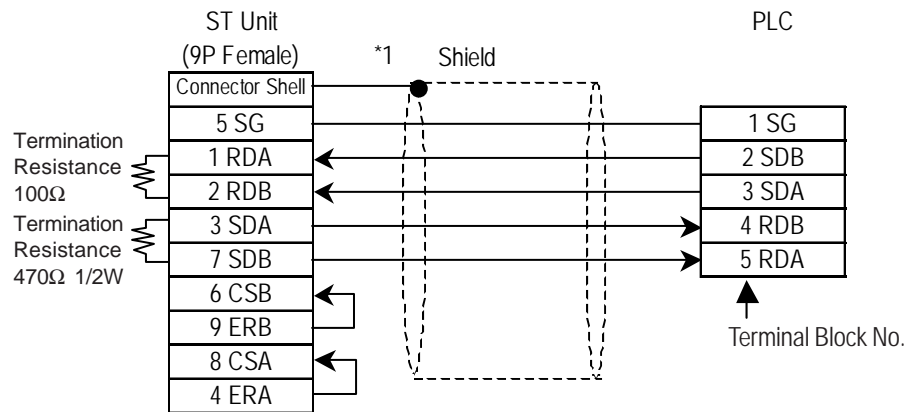 ST Unit
(9P Female)
PLC
*1
Shield
Connector Shell
5 SG
1 RDA
2 RDB
3 SDA
7 SDB
6 CSB
9 ERB
8 CSA
4 ERA
Termination
Resistance
100Ω
Termination
Resistance
470Ω 1/2W
1 SG
2 SDB
3 SDA
4 RDB
5 RDA
Terminal Block No.